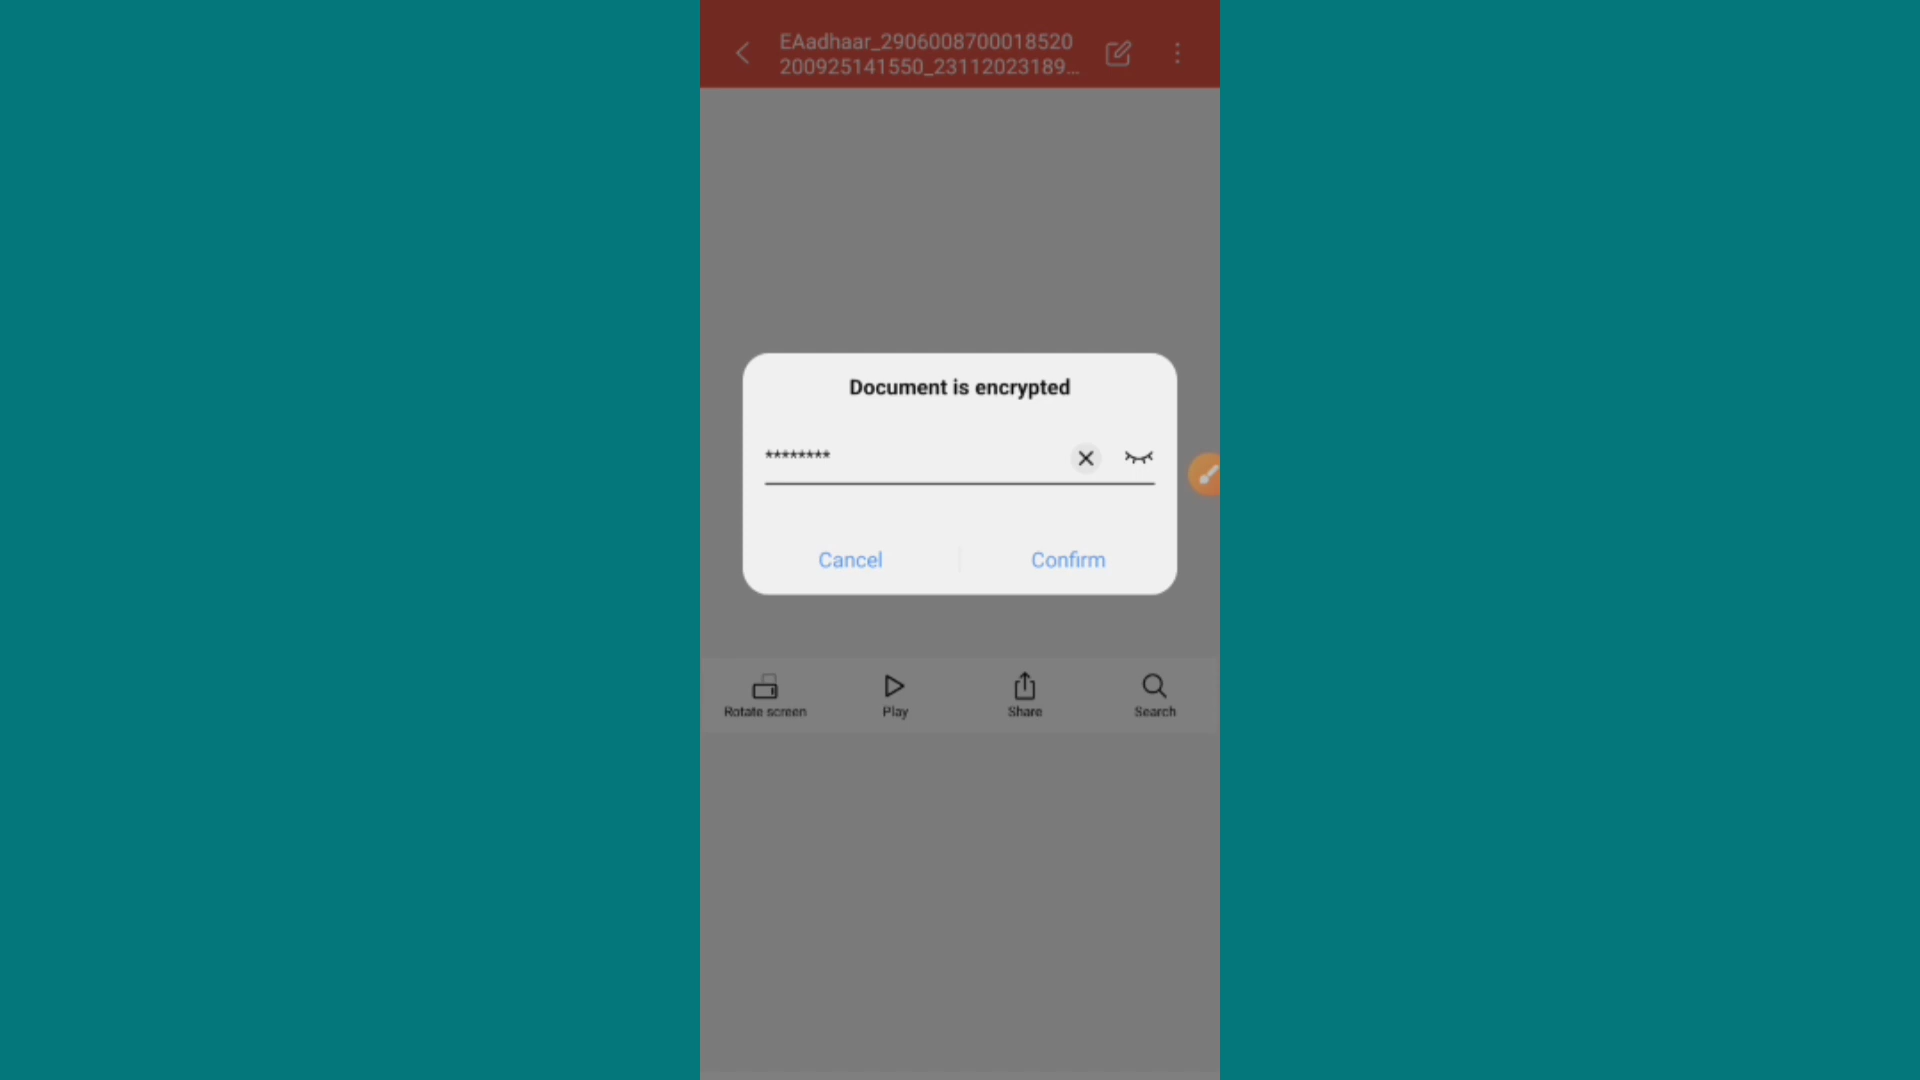 EAadhaar_2906008700018520
200925141550_23112023189...
Document is encrypted
********
Cancel
Confirm
Rotate screen
Play
Share
Search